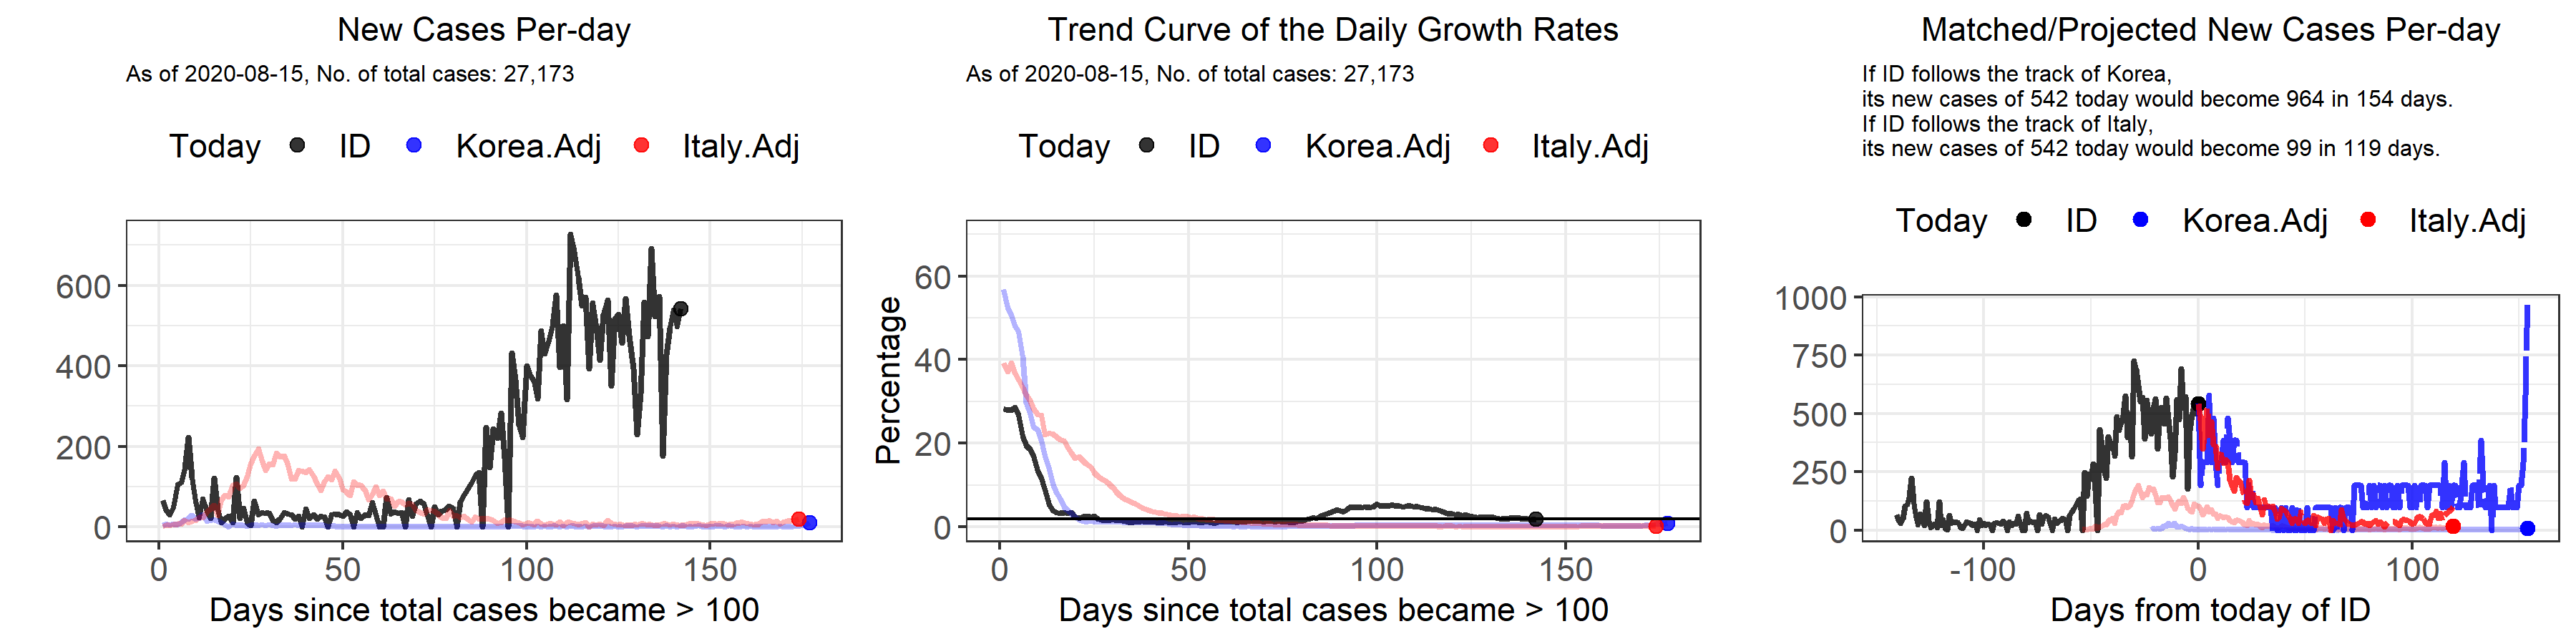 New Cases Per-day
As of 2020-08-15, No. of total cases: 27,173
Today ID Korea.Adj Italy.Adj
600
400
200
0
0 50 100 150
Days since total cases became > 100
Trend Curve of the Daily Growth Rates
As of 2020-08-15, No. of total cases: 27,173
Today ID Korea.Adj Italy.Adj
Percentage
60
40
20
0
0 50 100 150
Days since total cases became > 100
Matched/Projected New Cases Per-day
If ID follows the track of Korea,
its new cases of 542 today would become 964 in 154 days.
If ID follows the track of Italy,
its new cases of 542 today would become 99 in 119 days.
Today ID Korea.Adj Italy.Adj
1000
750
500
250
0
-100 0 100
Days from today of ID